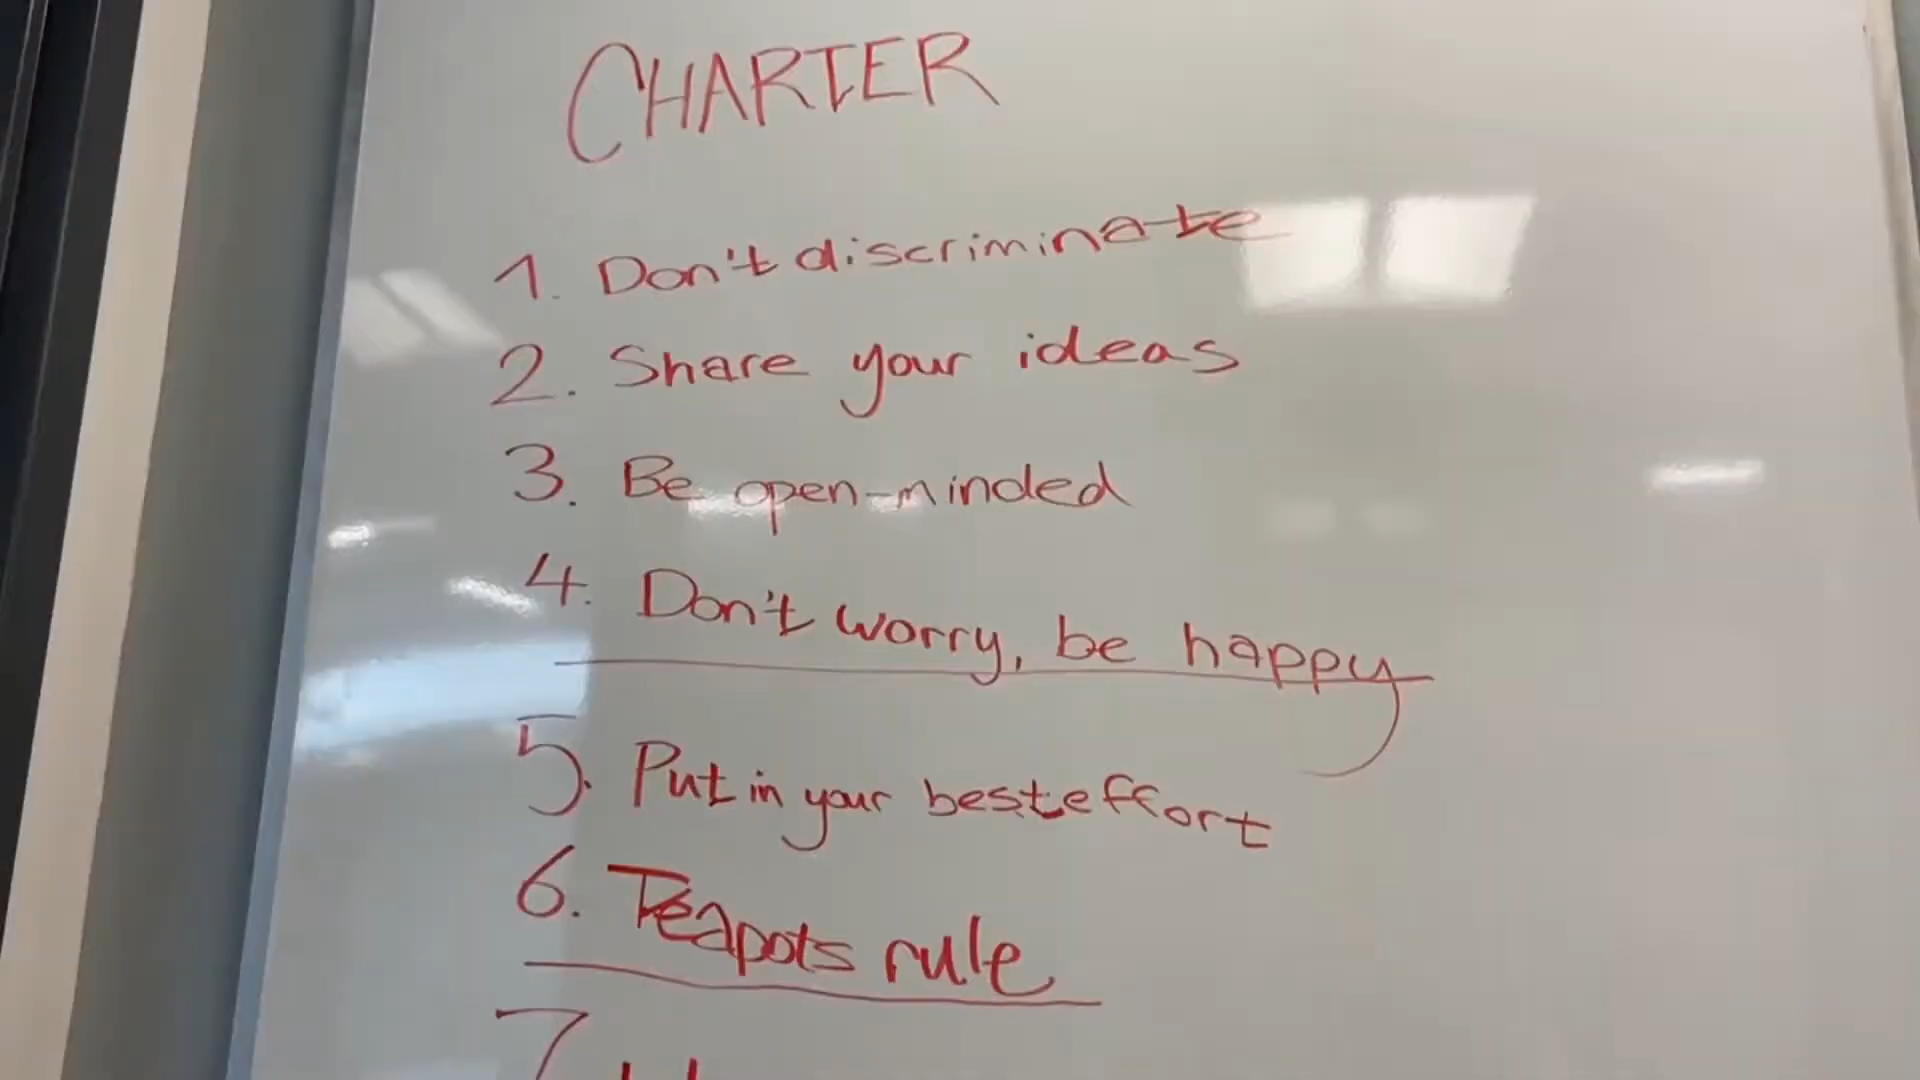 CHARTER
1. Don't discriminate
2. Share your ideas
3. Be open-minded
4. Don't worry, be happy
5. Put in your best effort
6. Teapots rule
7